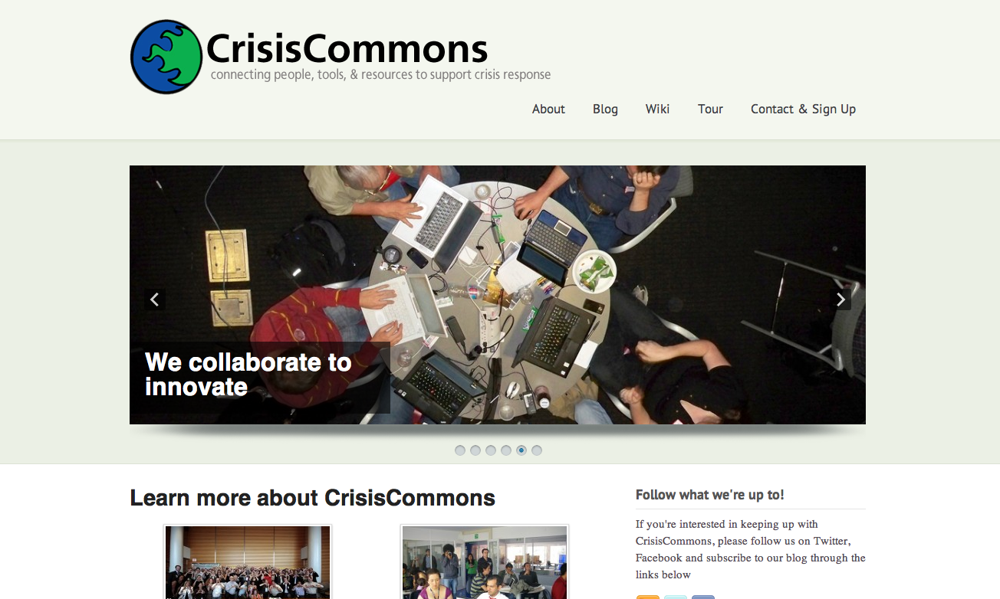 CrisisCommons
connecting people, tools, & resources to support crisis response
About Blog Wiki Tour Contact & Sign Up
We collaborate to
innovate
Learn more about CrisisCommons
Follow what we're up to!
If you're interested in keeping up with
CrisisCommons, please follow us on Twitter,
Facebook and subscribe to our blog through the
links below